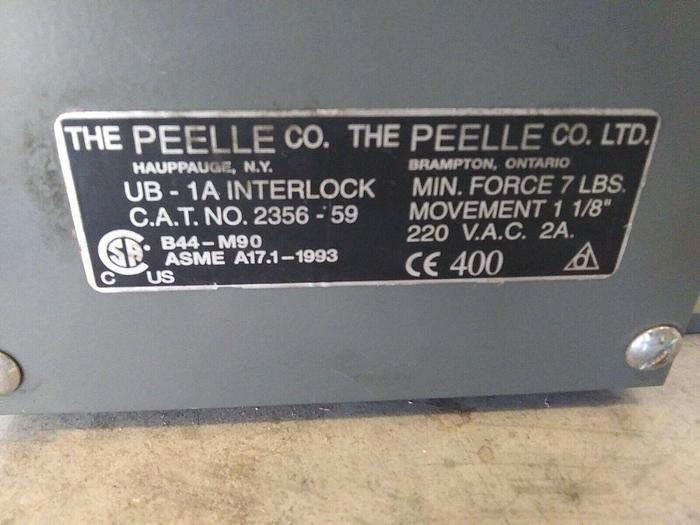 THE PEELLE CO.
HAUPPAUGE, N.Y.
UB - 1A INTERLOCK
C.A.T. NO. 2356 - 59
B44-M90
ASME A17.1-1993
SA
C US
THE PEELLE CO. LTD.
BRAMPTON, ONTARIO
MIN. FORCE 7 LBS.
MOVEMENT 1 1/8"
220 V.A.C. 2A.
CE 400
d